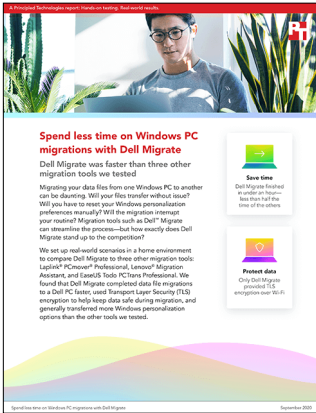 A Principled Technologies report: Hands-on testing. Real-world results.
Spend less time on Windows PC
migrations with Dell Migrate
Dell Migrate was faster than three other
migration tools we tested
Migrating your data files from one Windows PC to another
can be daunting. Will your files transfer without issue?
Will you have to reset your Windows personalization
preferences manually? Will the migration interrupt
your routine? Migration tools such as Dell™ Migrate
can streamline the process—but how exactly does Dell
Migrate stand up to the competition?
We set up real-world scenarios in a home environment
to compare Dell Migrate to three other migration tools:
Laplink® PCmover® Professional, Lenovo® Migration
Assistant, and EaseUS Todo PCTrans Professional. We
found that Dell Migrate completed data file migrations
to a Dell PC faster, used Transport Layer Security (TLS)
encryption to help keep data safe during migration, and
generally transferred more Windows personalization
options than the other tools we tested.
Save time
Dell Migrate finished
in under an hour—
less than half the
time of the others
Protect data
Only Dell Migrate
provided TLS
encryption over Wi-Fi
Spend less time on Windows PC migrations with Dell Migrate
September 2020